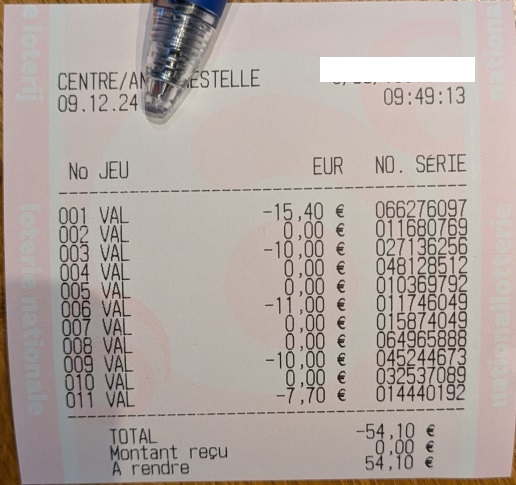 CENTRE/AN ESTELLE
09.12.24 09:49:13
No JEU EUR NO. SÉRIE
001 VAL -15,40 € 066276097
002 VAL 0,00 € 011680769
003 VAL -10,00 € 027136256
004 VAL 0,00 € 048128512
005 VAL 0,00 € 010369792
006 VAL -11,00 € 011746049
007 VAL 0,00 € 015874049
008 VAL 0,00 € 064965888
009 VAL -10,00 € 045244673
010 VAL 0,00 € 032537089
011 VAL -7,70 € 014440192
TOTAL -54,10 €
Montant reçu 0,00 €
A rendre 54,10 €
e loterij
loterie nationale